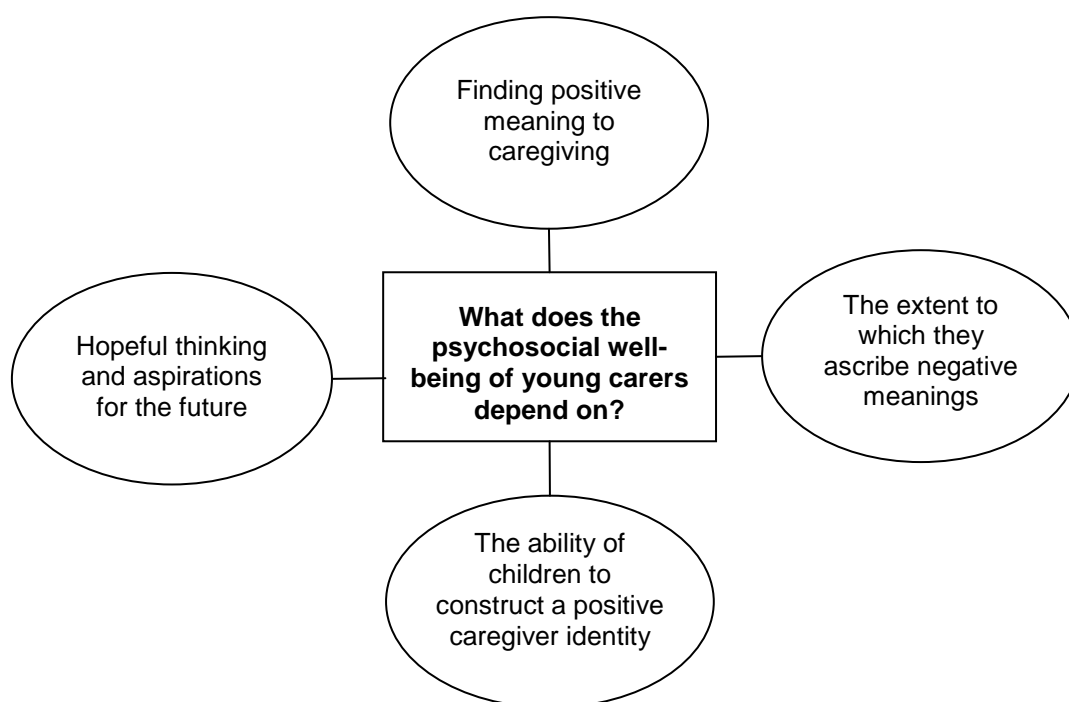 Finding positive
meaning to
caregiving
Hopeful thinking
and aspirations
for the future
What does the
psychosocial well-
being of young carers
depend on?
The extent to
which they
ascribe negative
meanings
The ability of
children to
construct a positive
caregiver identity